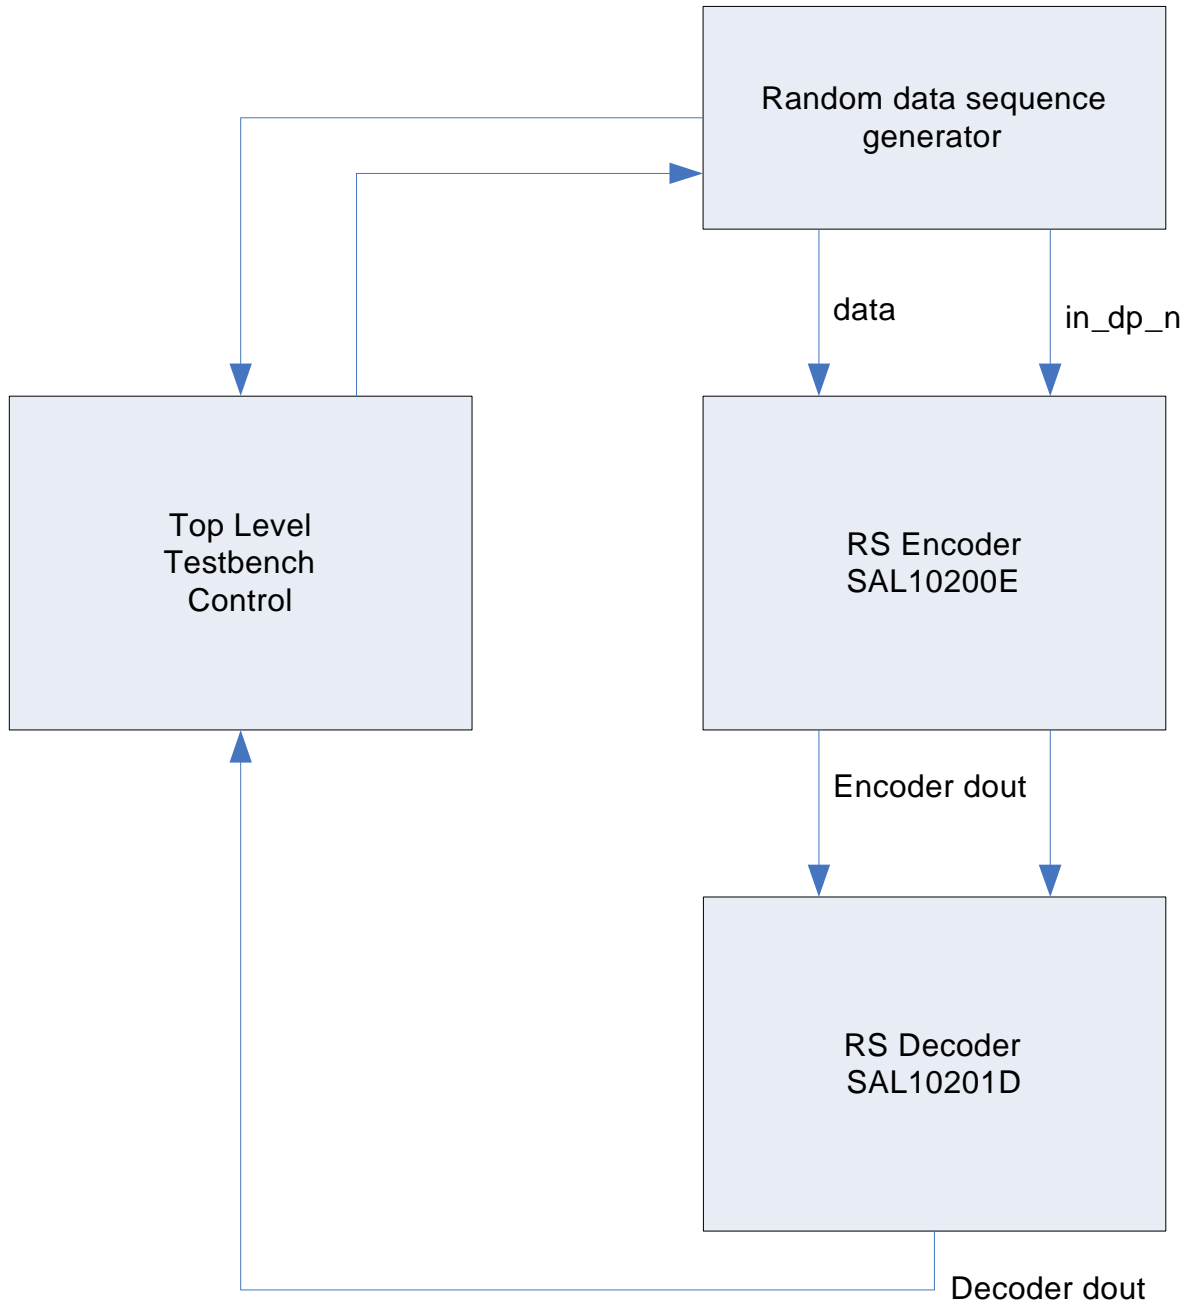 Random data sequence
generator
data
in_dp_n
Top Level
Testbench
Control
RS Encoder
SAL10200E
Encoder dout
RS Decoder
SAL10201D
Decoder dout